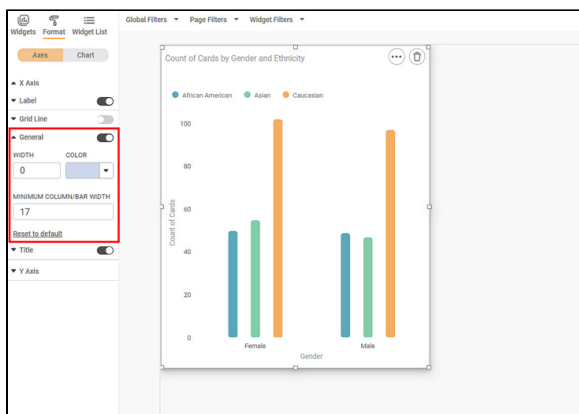 Widgets Format Widget List
Global Filters Page Filters Widget Filters
Axes Chart
X Axis
Label
Grid Line
General
WIDTH COLOR
0
MINIMUM COLUMN/BAR WIDTH
17
Reset to default
Title
Y Axis
Count of Cards by Gender and Ethnicity
African American Asian Caucasian
100
80
60
40
20
0
Count of Cards
Female Male
Gender